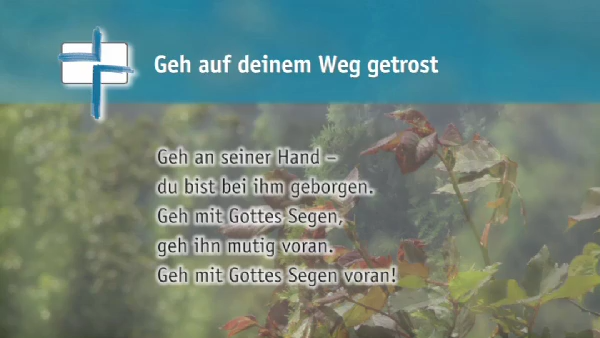 Geh auf deinem Weg getrost
Geh an seiner Hand –
du bist bei ihm geborgen.
Geh mit Gottes Segen,
geh ihn mutig voran.
Geh mit Gottes Segen voran!